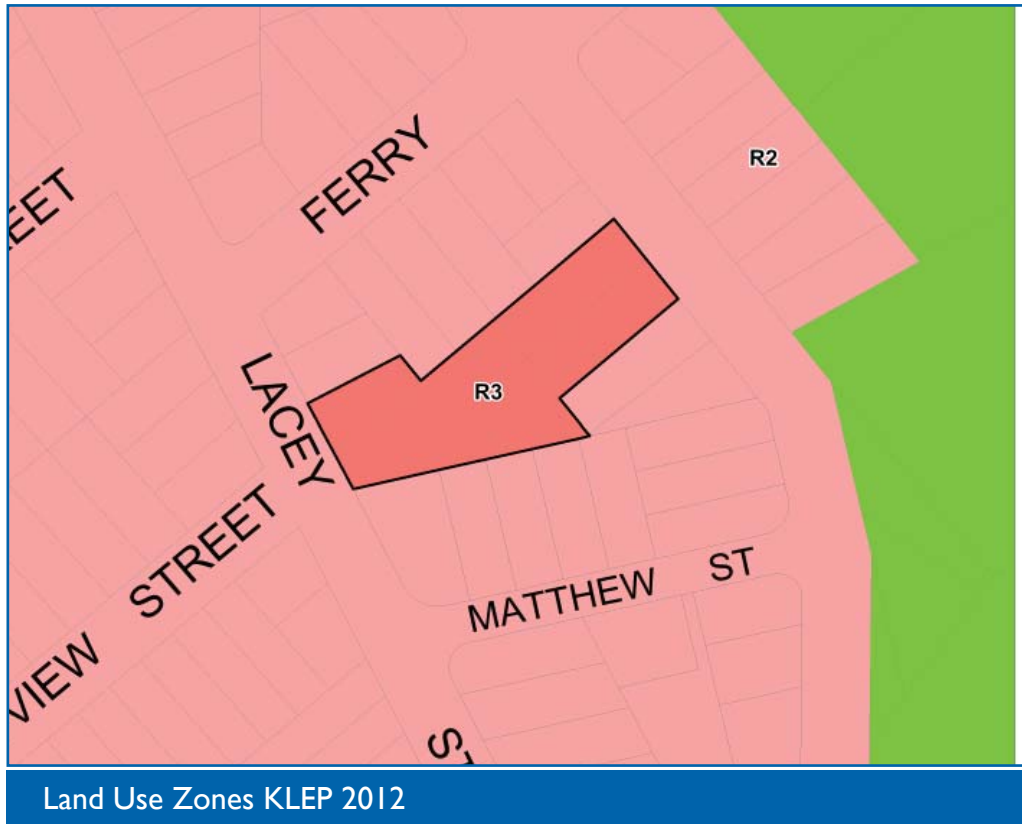 R2
FERRY
EET
R3
LACEY
STREET
MATTHEW ST
VIEW
ST
Land Use Zones KLEP 2012